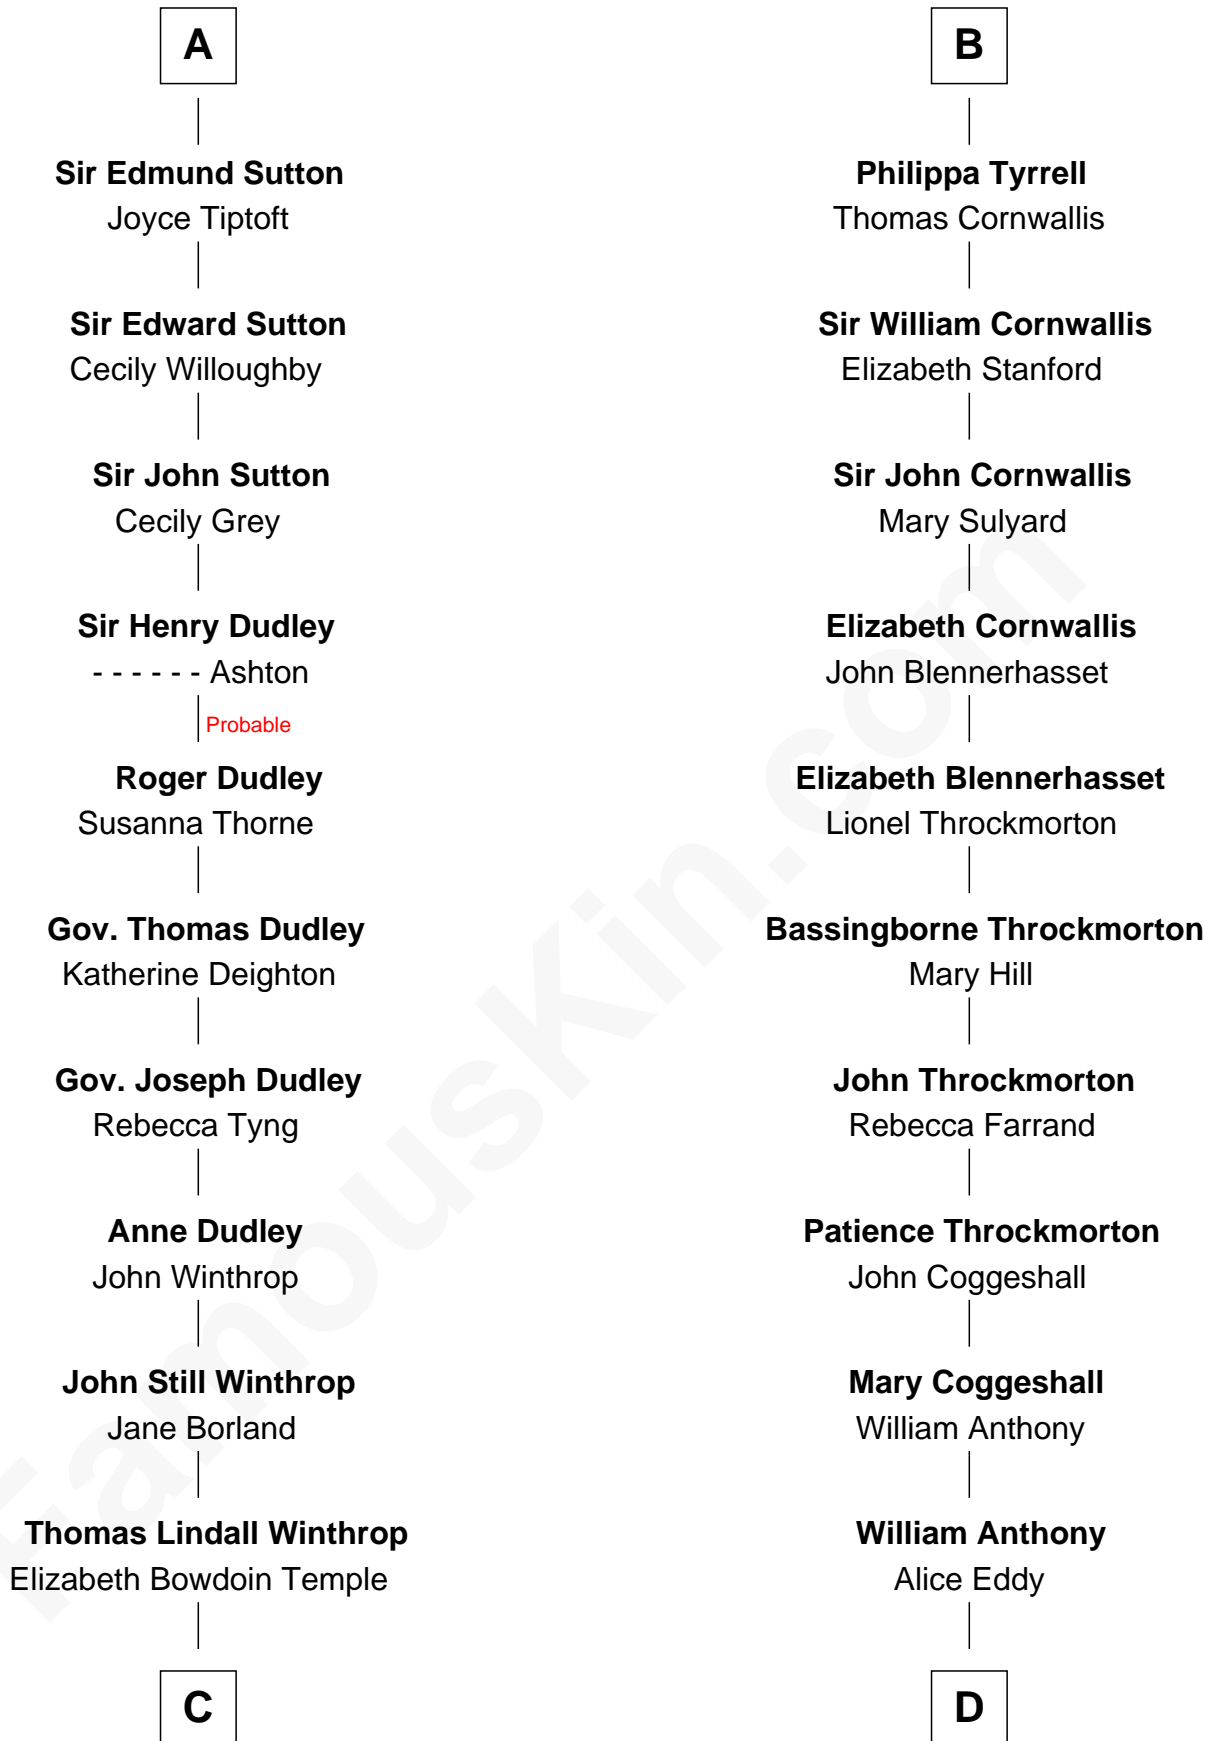 A
Sir Edmund Sutton
Joyce Tiptoft
Sir Edward Sutton
Cecily Willoughby
Sir John Sutton
Cecily Grey
Sir Henry Dudley
- - - - - - Ashton
Probable
Roger Dudley
Susanna Thorne
Gov. Thomas Dudley
Katherine Deighton
Gov. Joseph Dudley
Rebecca Tyng
Anne Dudley
John Winthrop
John Still Winthrop
Jane Borland
Thomas Lindall Winthrop
Elizabeth Bowdoin Temple
C
B
Philippa Tyrrell
Thomas Cornwallis
Sir William Cornwallis
Elizabeth Stanford
Sir John Cornwallis
Mary Sulyard
Elizabeth Cornwallis
John Blennerhasset
Elizabeth Blennerhasset
Lionel Throckmorton
Bassingborne Throckmorton
Mary Hill
John Throckmorton
Rebecca Farrand
Patience Throckmorton
John Coggeshall
Mary Coggeshall
William Anthony
William Anthony
Alice Eddy
D
FamousKin.com